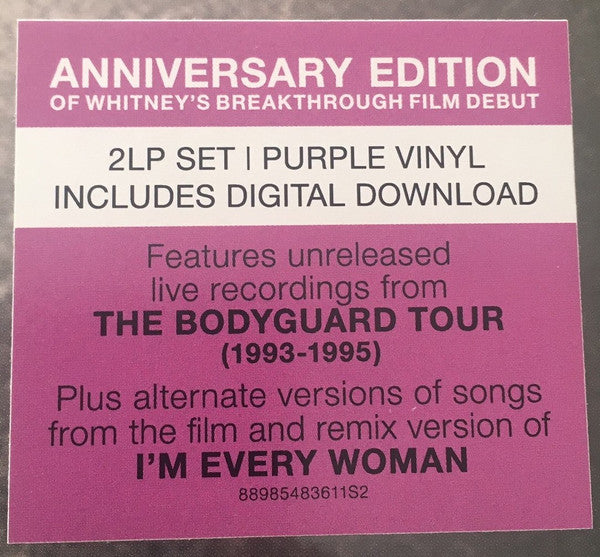 ANNIVERSARY EDITION
OF WHITNEY'S BREAKTHROUGH FILM DEBUT
2LP SET | PURPLE VINYL
INCLUDES DIGITAL DOWNLOAD
Features unreleased
live recordings from
THE BODYGUARD TOUR
(1993-1995)
Plus alternate versions of songs
from the film and remix version of
I'M EVERY WOMAN
88985483611S2